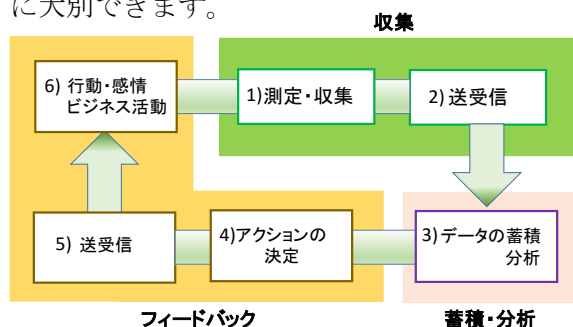 に大別できます。
収集
6) 行動・感情
ビジネス活動
1)測定・収集
2) 送受信
5) 送受信
4)アクションの
決定
3)データの蓄積
分析
フィードバック
蓄積・分析